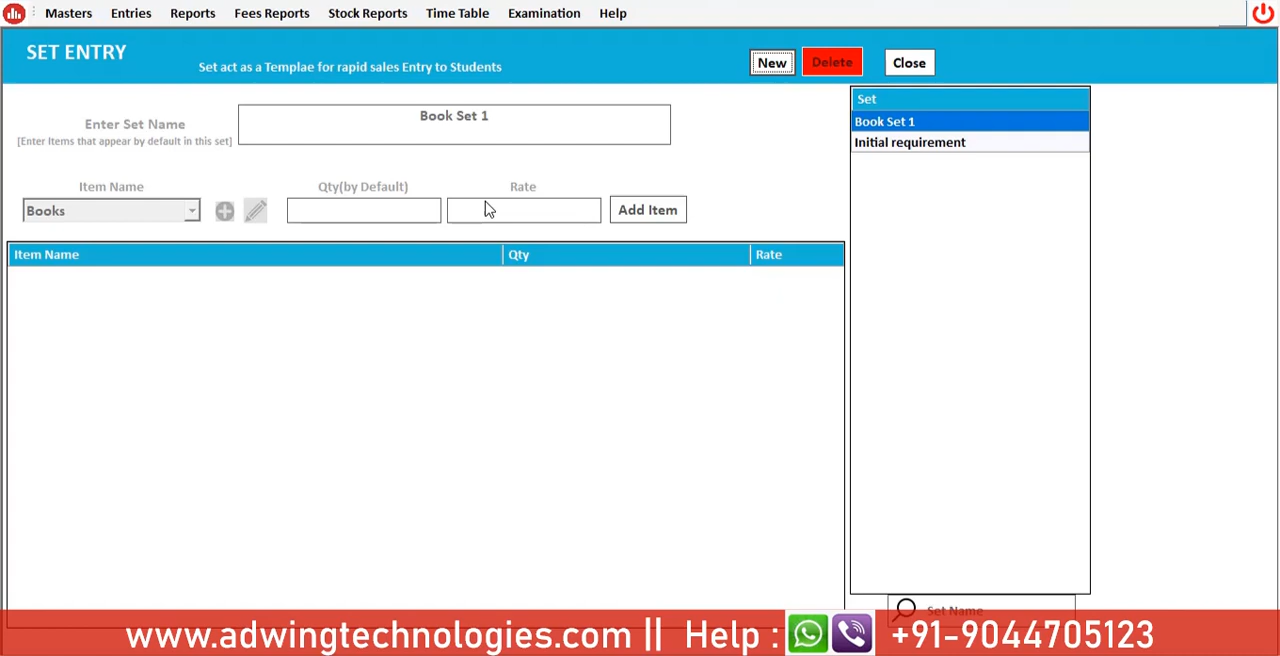 Masters Entries Reports Fees Reports Stock Reports Time Table Examination Help
SET ENTRY
Set act as a Templae for rapid sales Entry to Students
New Delete Close
Enter Set Name
[Enter Items that appear by default in this set]
Book Set 1
Item Name Qty(by Default) Rate
Books Add Item
Item Name Qty Rate
Set
Book Set 1
Initial requirement
Set Name
www.adwingtechnologies.com || Help : +91-9044705123